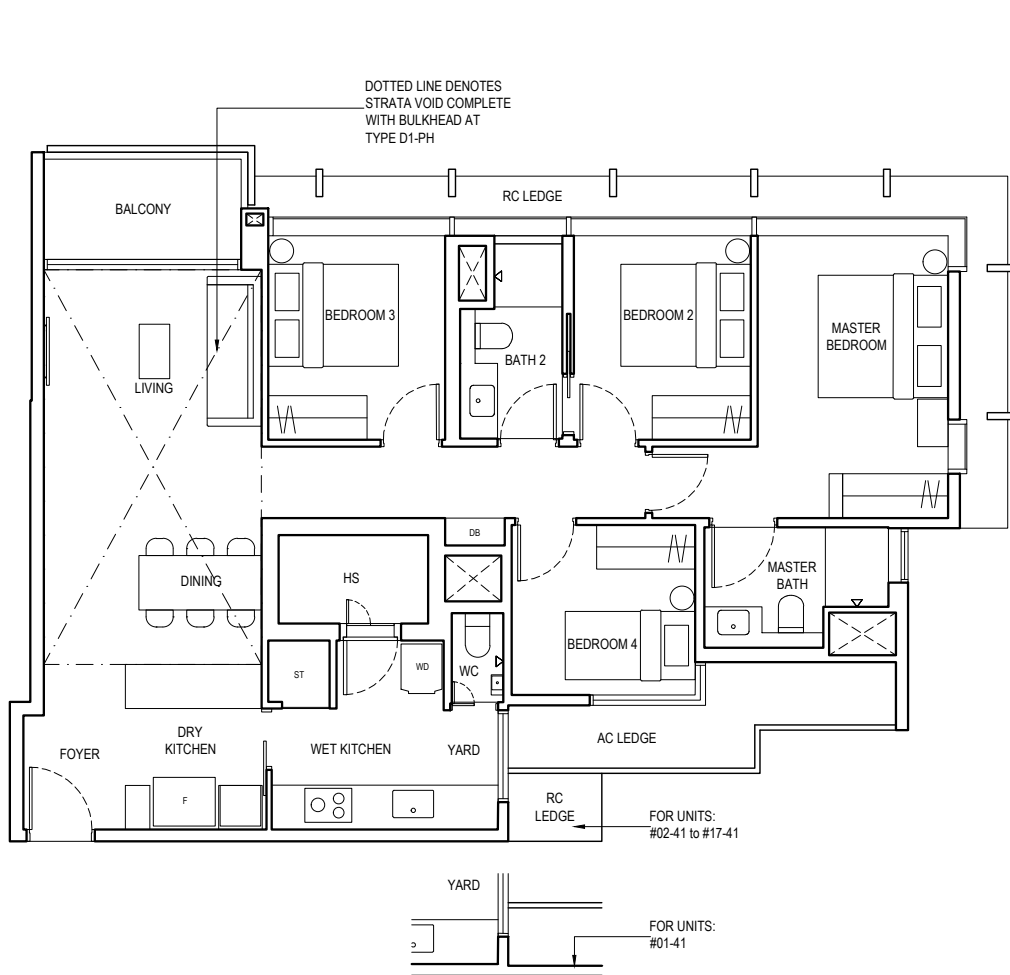 DOTTED LINE DENOTES
STRATA VOID COMPLETE
WITH BULKHEAD AT
TYPE D1-PH
RC LEDGE
BALCONY
BEDROOM 3
BEDROOM 2
MASTER
BEDROOM
BATH 2
LIVING
DB
DINING
HS
MASTER
BATH
BEDROOM 4
ST
WD
WC
DRY
KITCHEN
FOYER
WET KITCHEN
YARD
AC LEDGE
F
RC
LEDGE
FOR UNITS:
#02-41 to #17-41
YARD
FOR UNITS:
#01-41